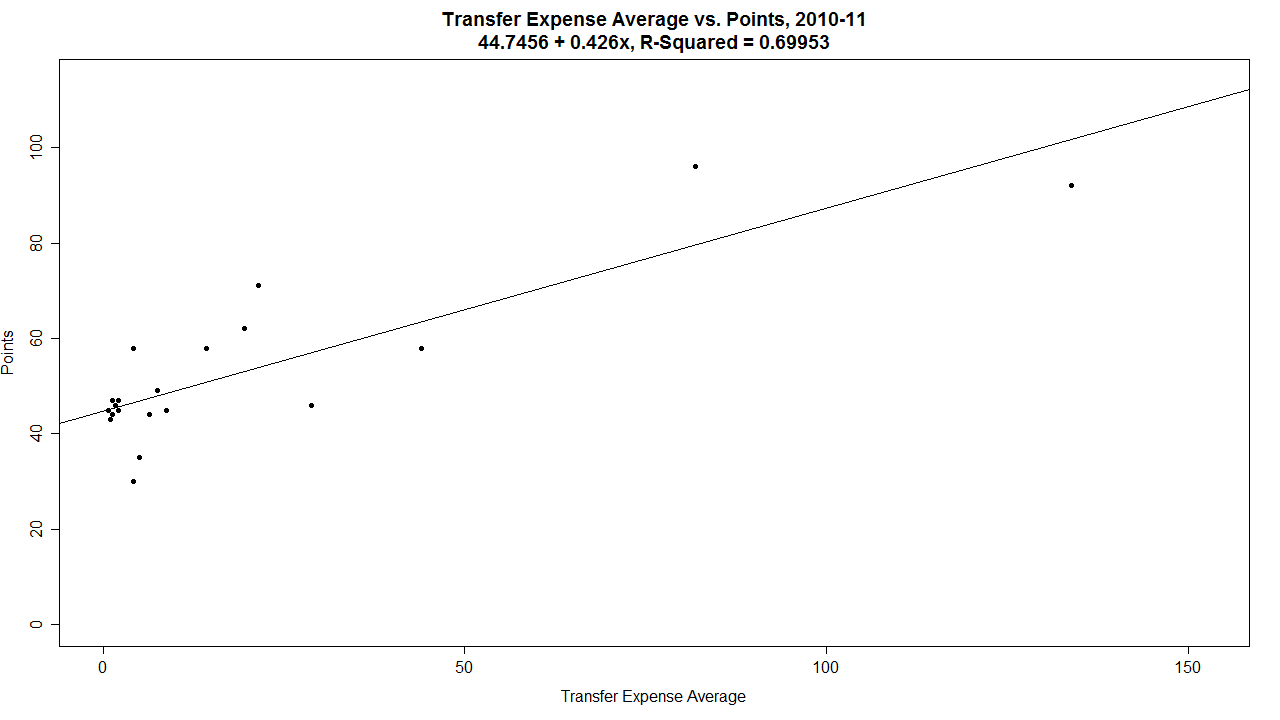 Transfer Expense Average vs. Points, 2010-11
44.7456 + 0.426x, R-Squared = 0.69953
Points
100
80
60
40
20
0
0
50
100
150
Transfer Expense Average